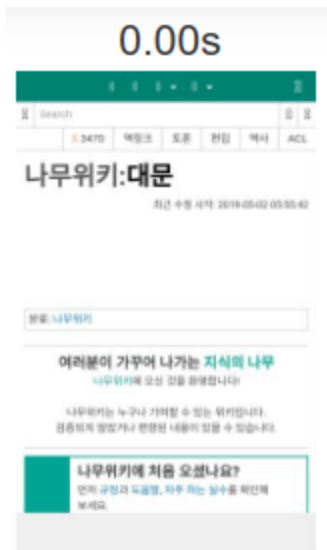 0.00s
Search
3470 역링크 토론 편집 역사 ACL
나무위키:대문
최근 수정 시각: 2019-05-02 05:55:42
분류: 나무위키
여러분이 가꾸어 나가는 지식의 나무
나무위키에 오신 것을 환영합니다!
나무위키는 누구나 기여할 수 있는 위키입니다.
검증되지 않았거나 편향된 내용이 있을 수 있습니다.
나무위키에 처음 오셨나요?
먼저 규정과 도움말, 자주 하는 실수를 확인해
보세요.